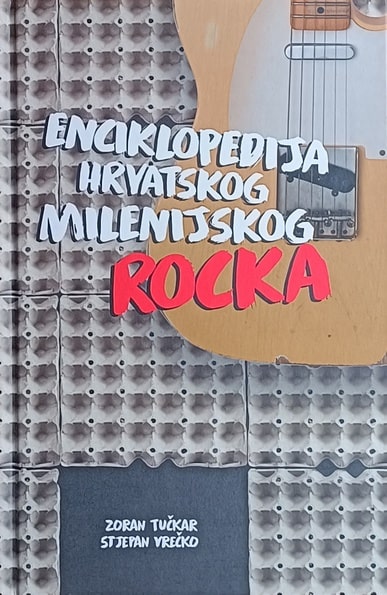 ENCIKLOPEDIJA
HRVATSKOG
MILENIJSKOG
ROCKA
ZORAN TUČKAR
STJEPAN VREČKO